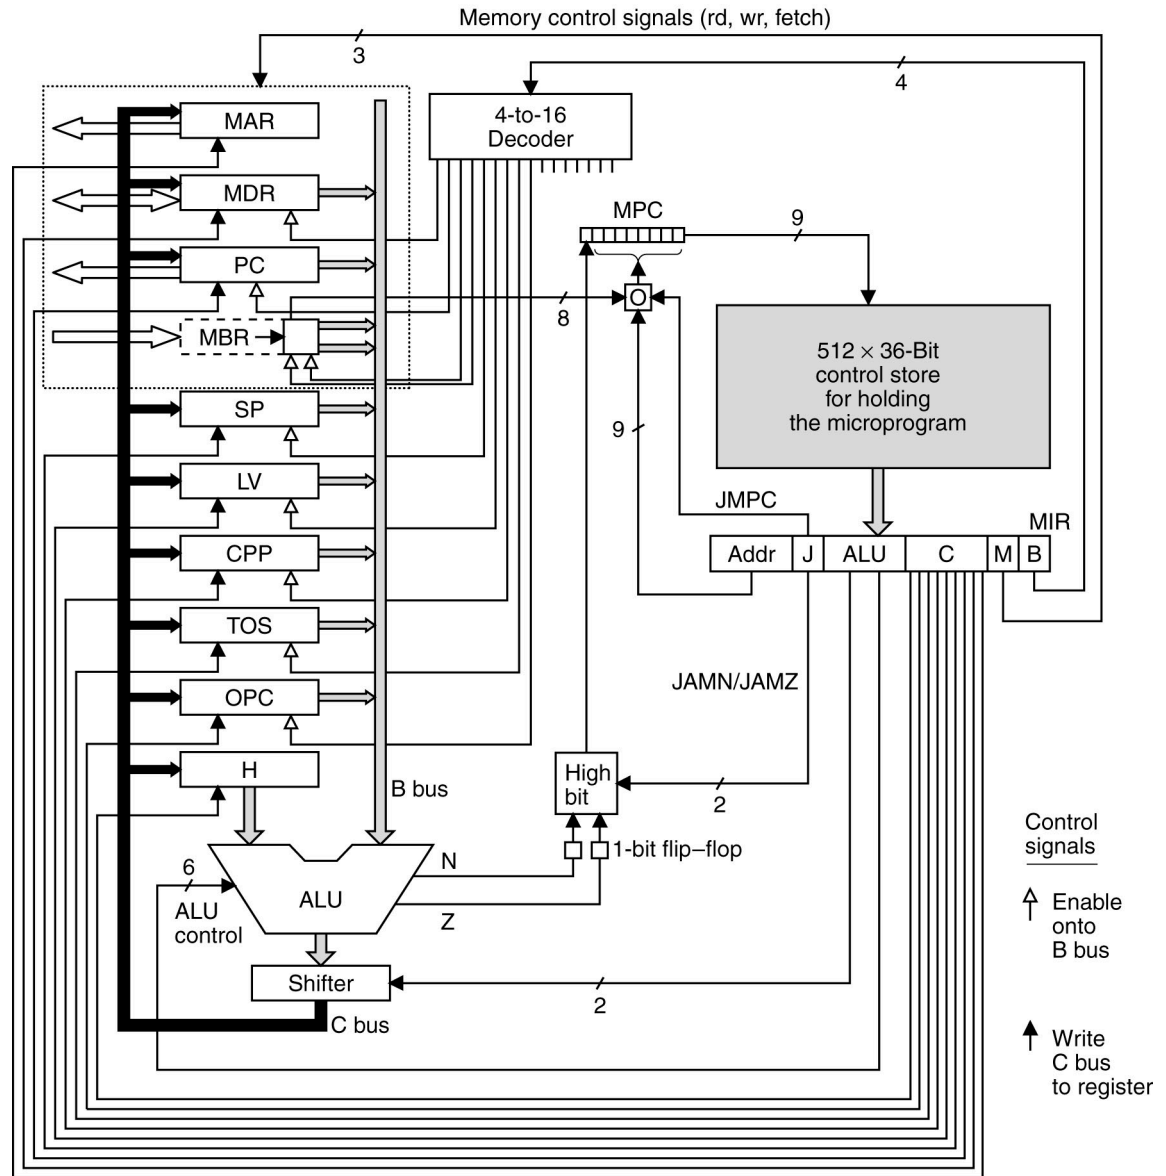 Memory control signals (rd, wr, fetch)
3
4
MAR
4-to-16
Decoder
MDR
MPC
9
PC
O
8
MBR
512 × 36-Bit
control store
for holding
the microprogram
SP
9
LV
JMPC
MIR
Addr J ALU C M B
CPP
TOS
JAMN/JAMZ
OPC
H
High
bit
2
B bus
1-bit flip–flop
N
6
ALU
control
ALU
Z
Shifter
2
C bus
Control
signals
Enable
onto
B bus
Write
C bus
to register